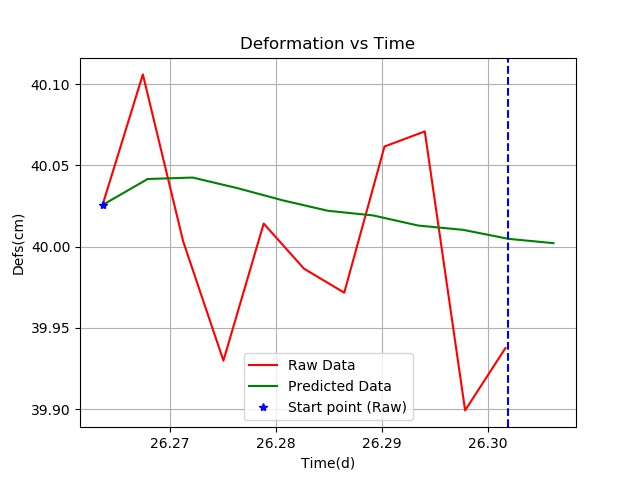 Deformation vs Time
40.10
40.05
40.00
39.95
39.90
Defs(cm)
Raw Data
Predicted Data
Start point (Raw)
26.27 26.28 26.29 26.30
Time(d)